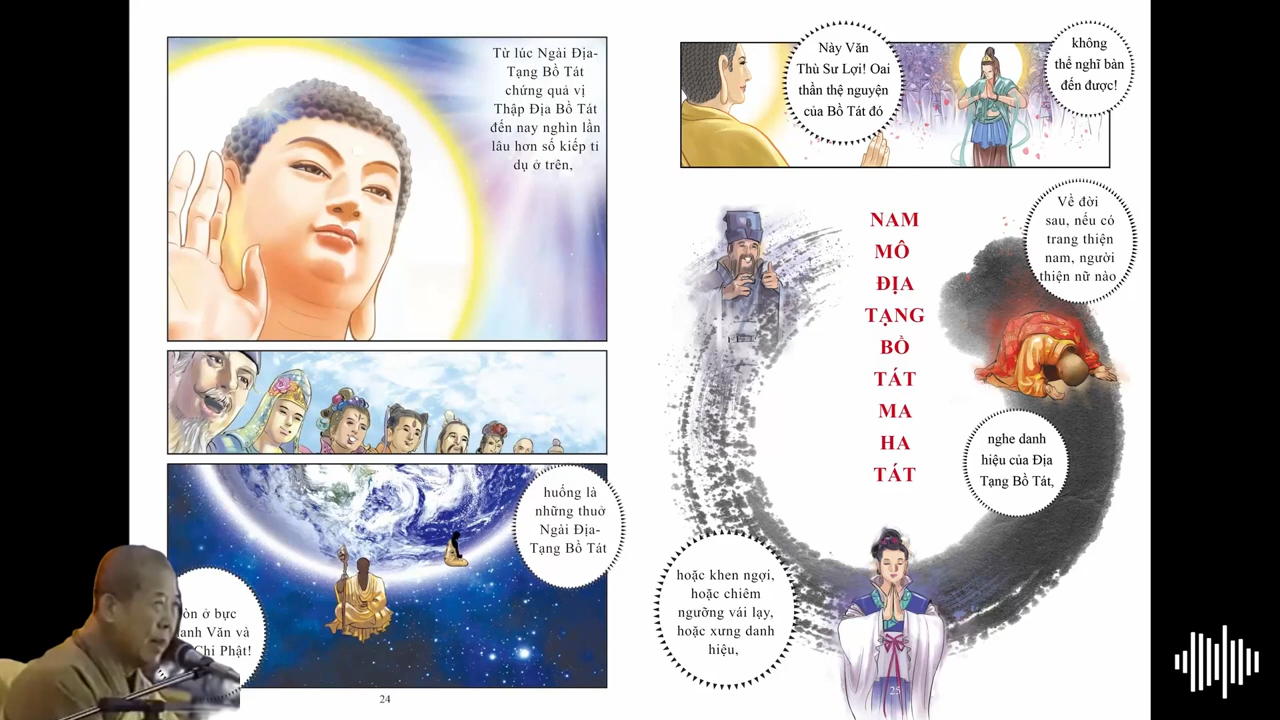 Từ lúc Ngài Địa-
Tạng Bồ Tát
chứng quả vị
Thập Địa Bồ Tát
đến nay nghìn lần
lâu hơn số kiếp tỉ
dụ ở trên,
huống là
những thuở
Ngài Địa-
Tạng Bồ Tát
ở bực
Văn và
Chi Phật!
24
Này Văn
Thù Sư Lợi! Oai
thần thệ nguyện
của Bồ Tát đó
không
thể nghĩ bàn
đến được!
Về đời
sau, nếu có
trang thiện
nam, người
thiện nữ nào
NAM
MÔ
ĐỊA
TẠNG
BỒ
TÁT
MA
HA
TÁT
nghe danh
hiệu của Địa
Tạng Bồ Tát,
hoặc khen ngợi,
hoặc chiêm
ngưỡng vái lạy,
hoặc xưng danh
hiệu,
25